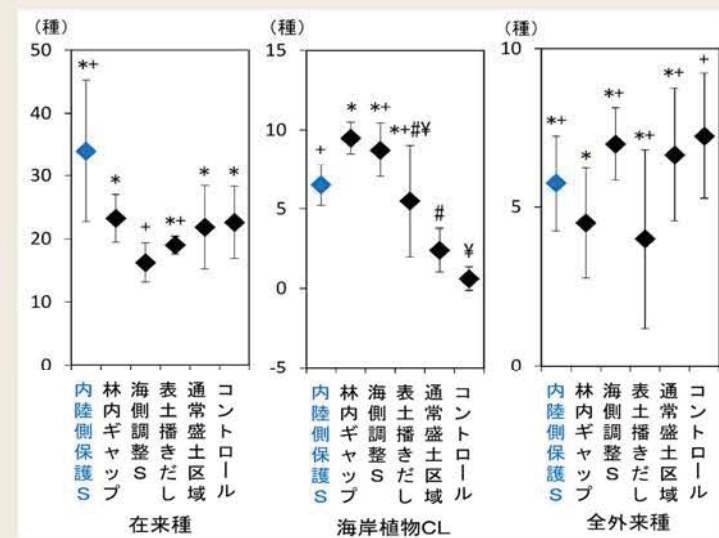 （種）
50
40
30
20
10
0
*+
*
+
*+
*
*
内陸側保護S
林内ギャップ
海側調整S
表土播きだし
通常盛土区域
コントロール
在来種
（種）
15
10
5
0
-5
+
*
*+
*+#¥
#
¥
内陸側保護S
林内ギャップ
海側調整S
表土播きだし
通常盛土区域
コントロール
海岸植物CL
（種）
10
5
0
*+
*
*+
*+
*+
+
内陸側保護S
林内ギャップ
海側調整S
表土播きだし
通常盛土区域
コントロール
全外来種